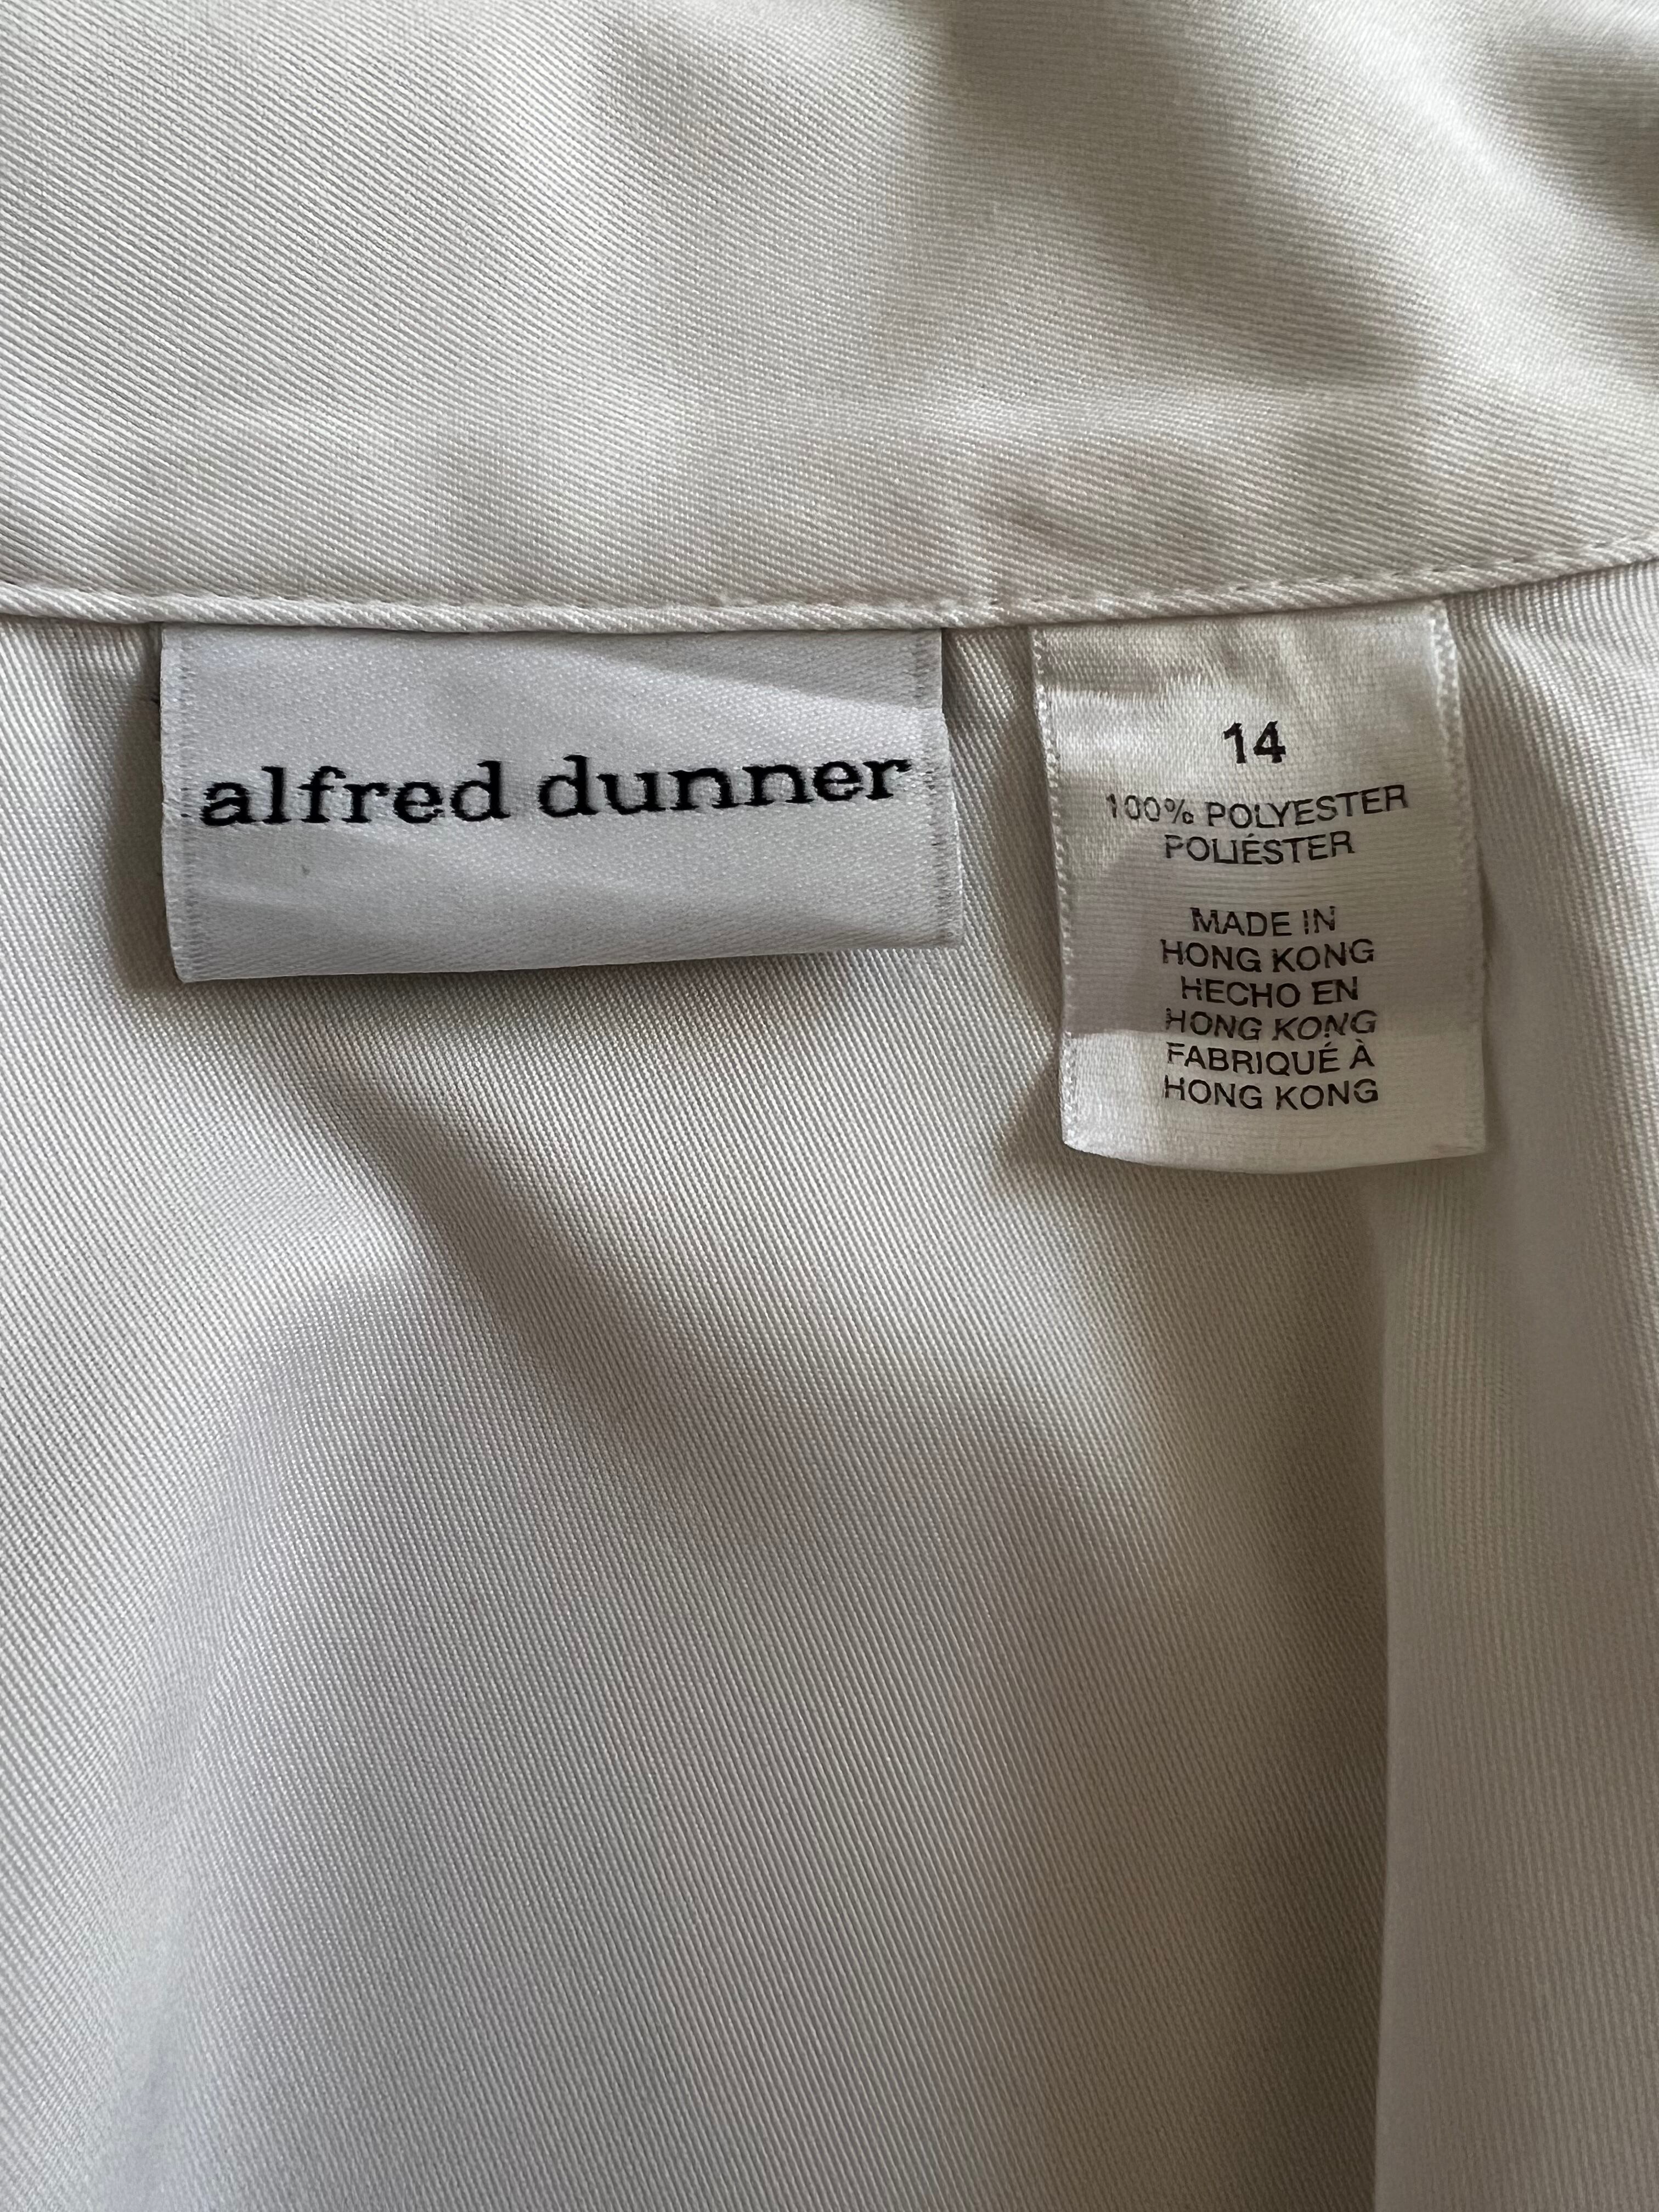 alfred dunner
14
100% POLYESTER
POLIÉSTER
MADE IN
HONG KONG
HECHO EN
HONG KONG
FABRIQUÉ À
HONG KONG